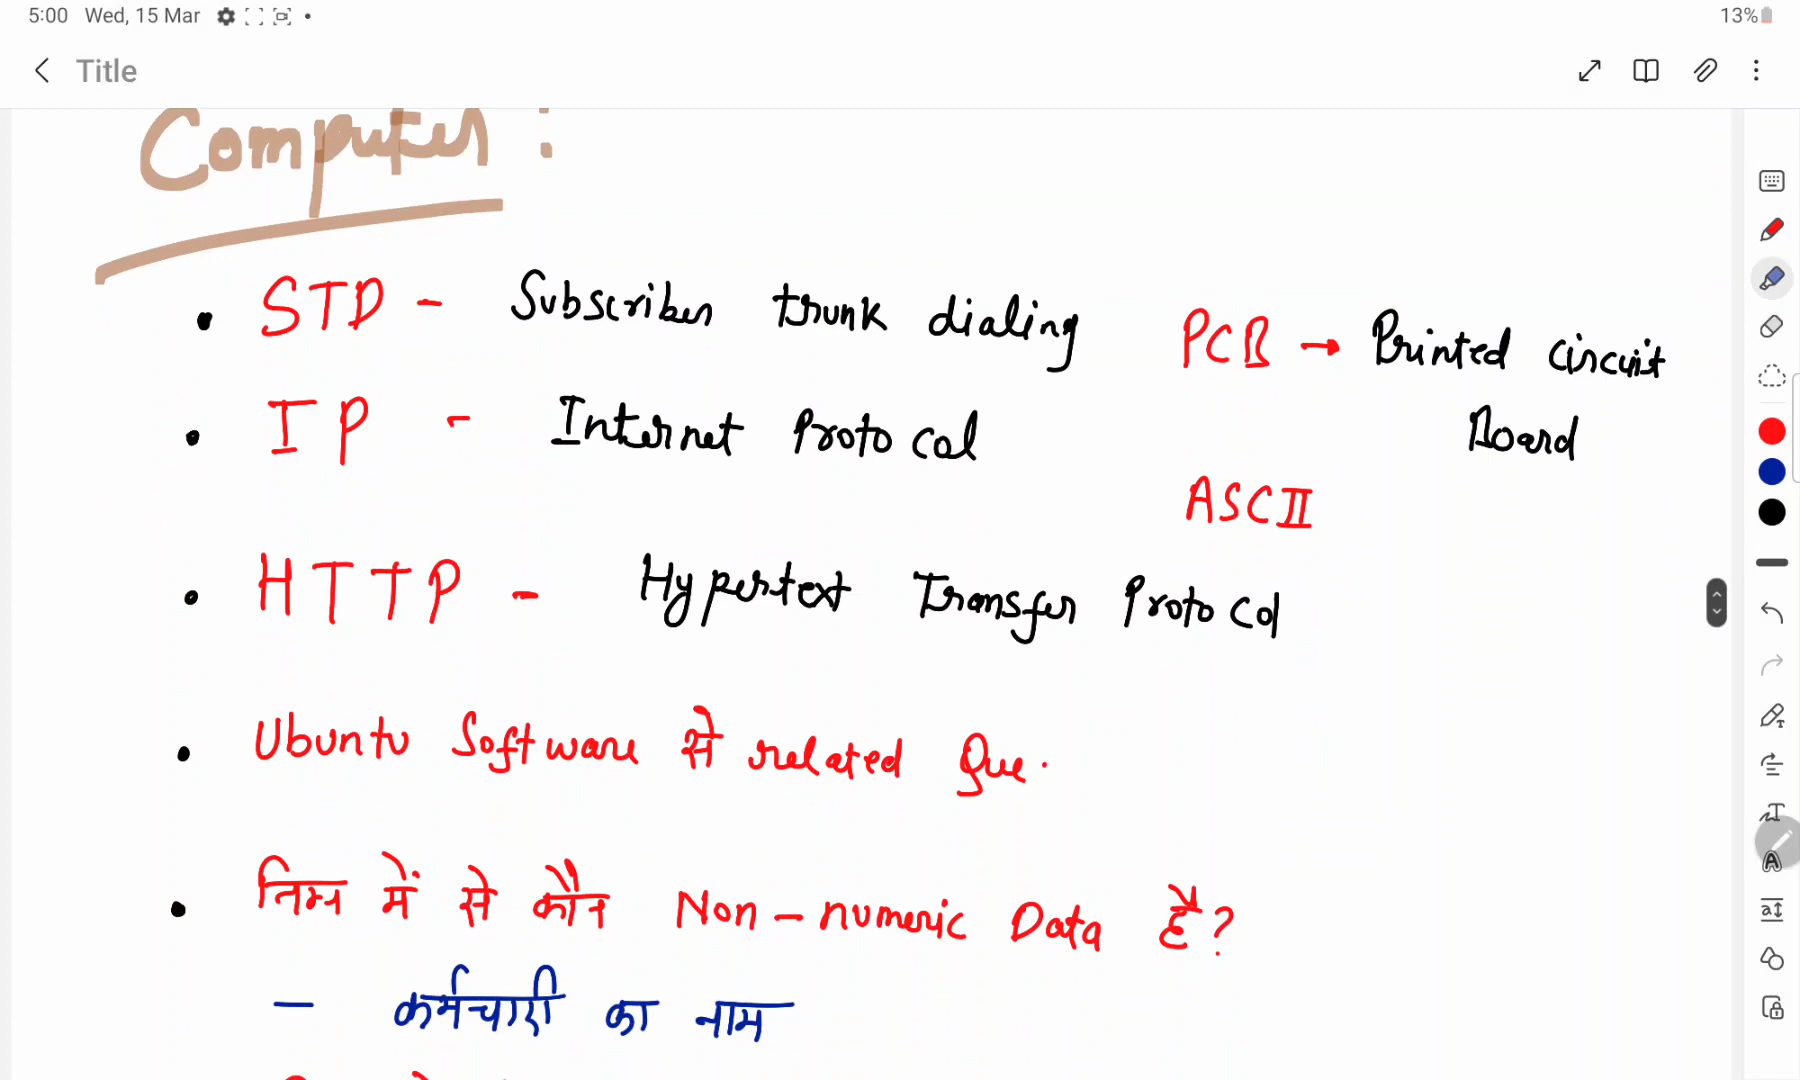 5:00 Wed, 15 Mar
13%
Title
Computer :
• STD - Subscriber trunk dialing
PCB → Printed circuit
Board
• IP - Internet Protocol
ASCII
• HTTP - Hypertext Transfer Protocol
• Ubuntu Software से related Que.
• निम्न में से कौन Non-numeric Data है?
- कर्मचारी का नाम